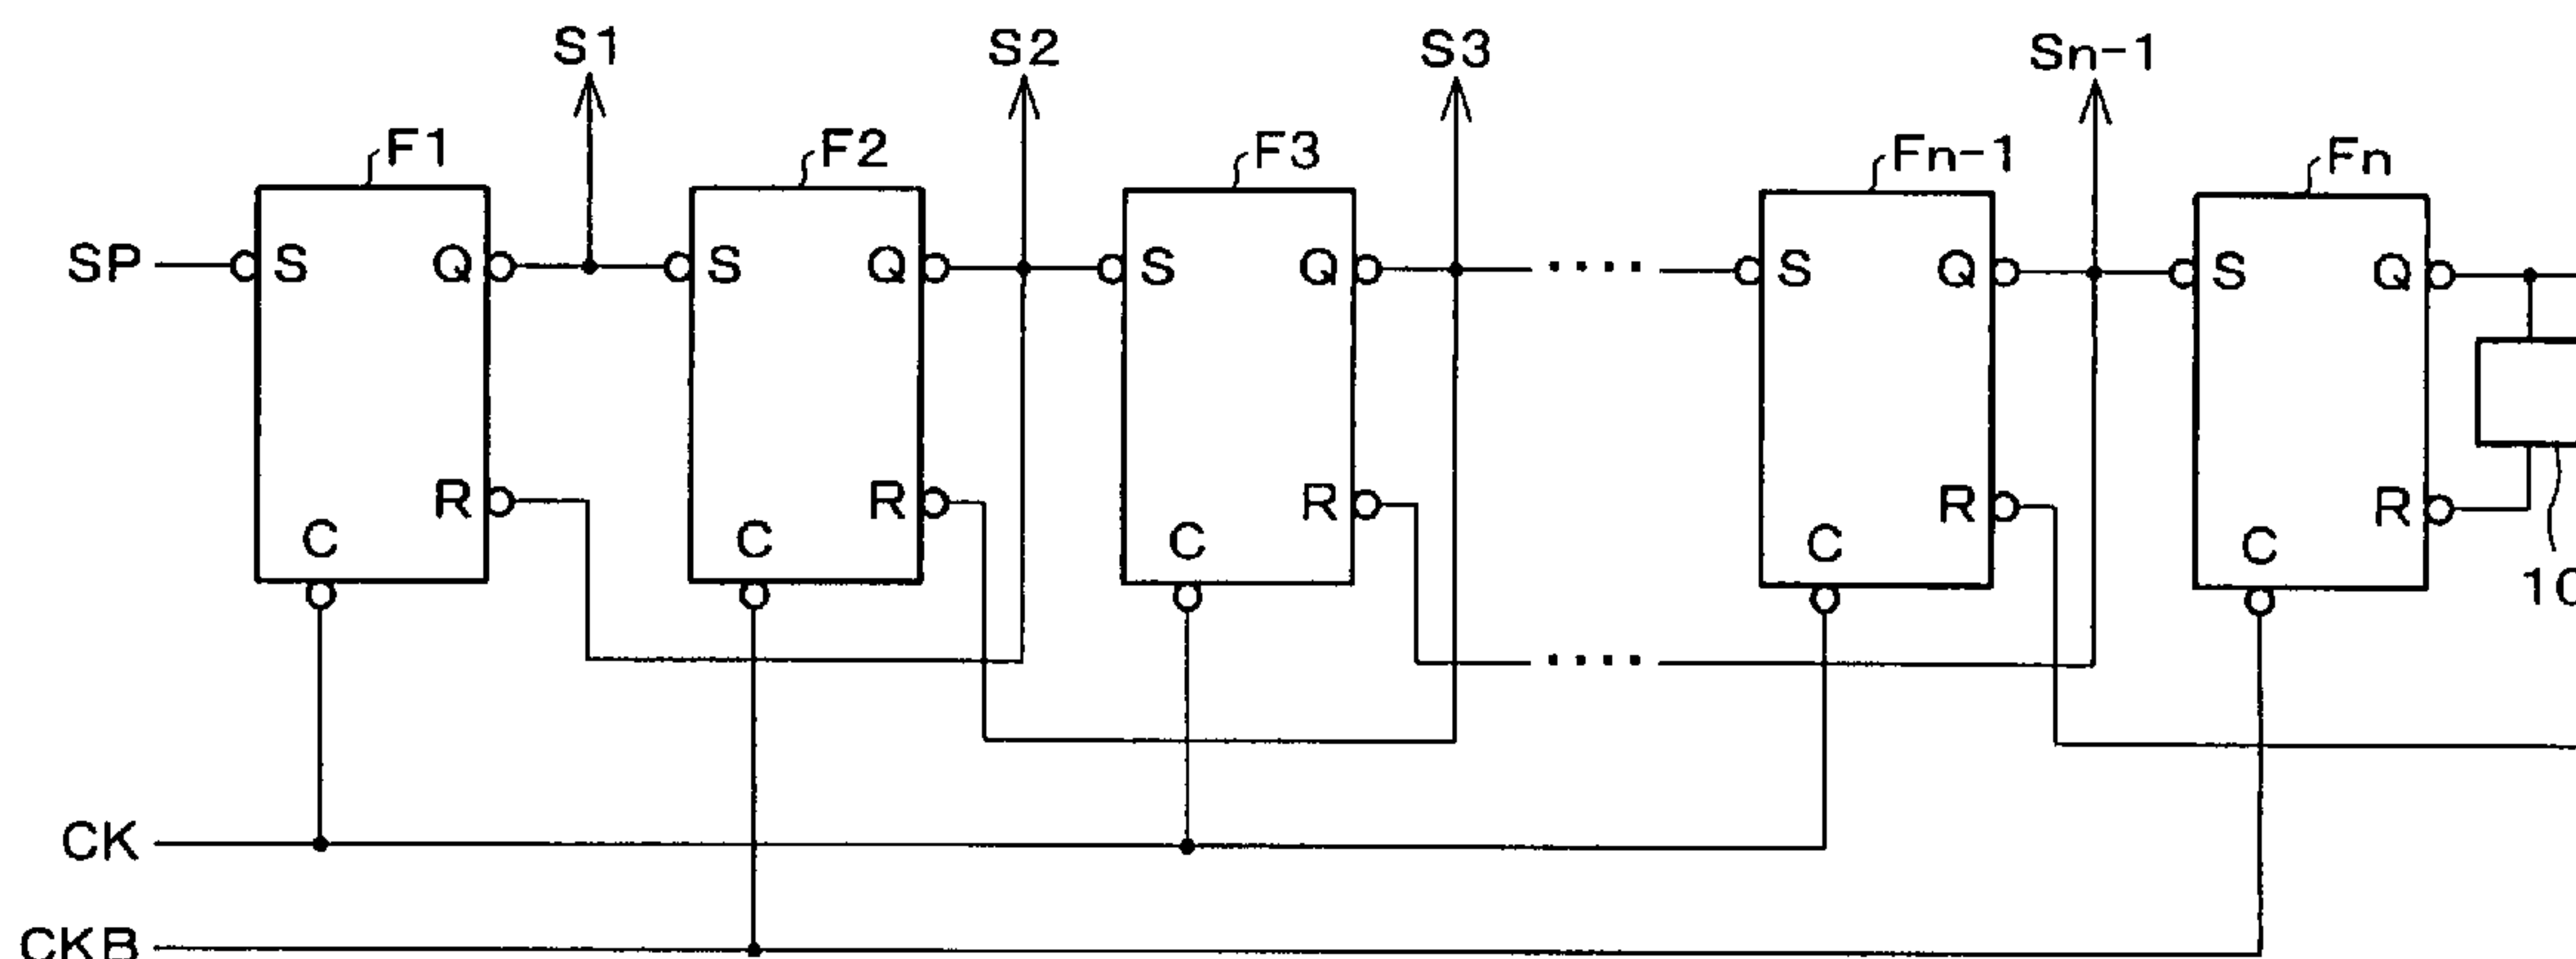 S1 S2 S3 Sn-1
F1 F2 F3 Fn-1 Fn
SP S Q S Q S Q ···· S Q S Q
R R R R R
C C C C C
····
CK
CKB